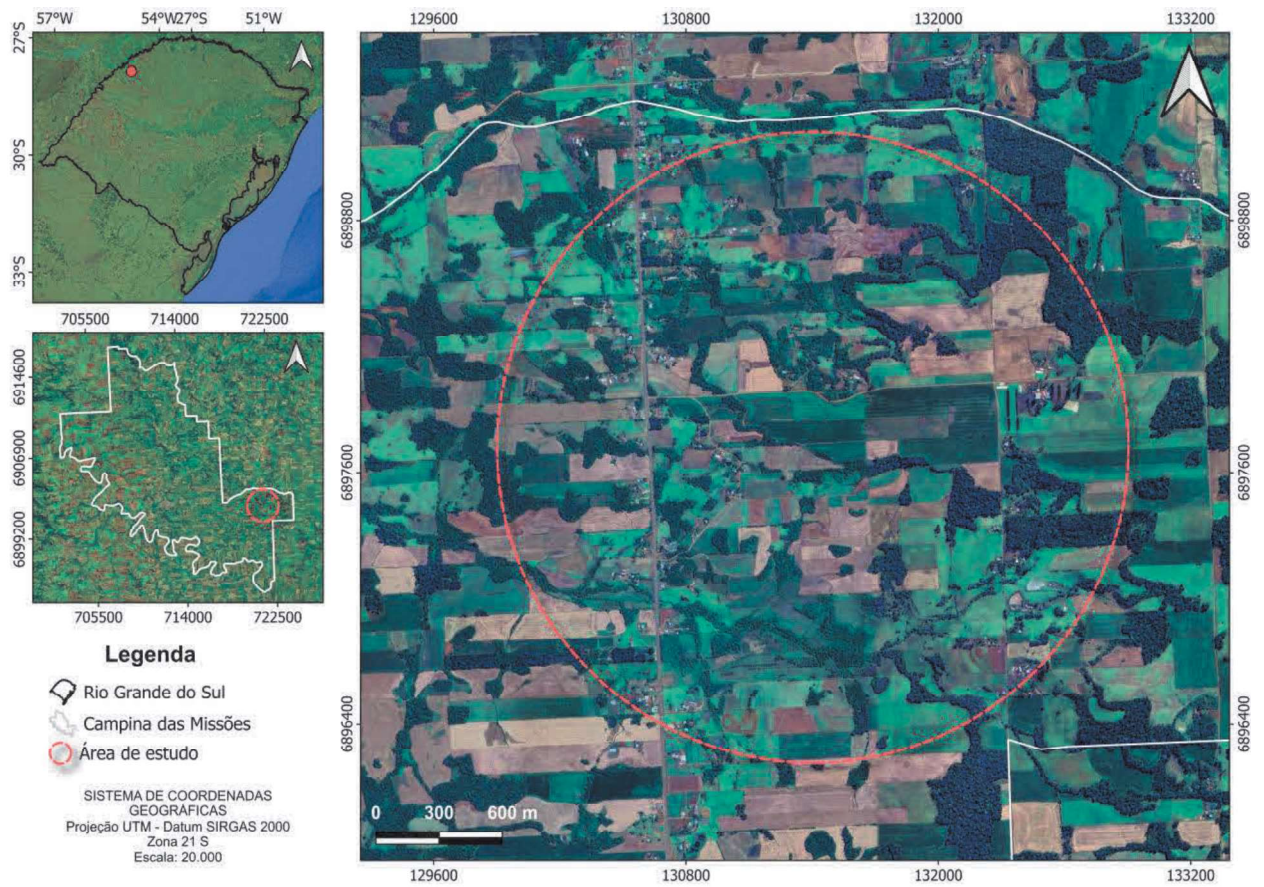 57°W 54°W27°S 51°W
27°S
30°S
33°S
705500 714000 722500
6914600
6906900
6899200
705500 714000 722500
Legenda
Rio Grande do Sul
Campina das Missões
Área de estudo
SISTEMA DE COORDENADAS
GEOGRÁFICAS
Projeção UTM - Datum SIRGAS 2000
Zona 21 S
Escala: 20.000
129600 130800 132000 133200
6898800 6898800
6897600 6897600
6896400 6896400
0 300 600 m
129600 130800 132000 133200